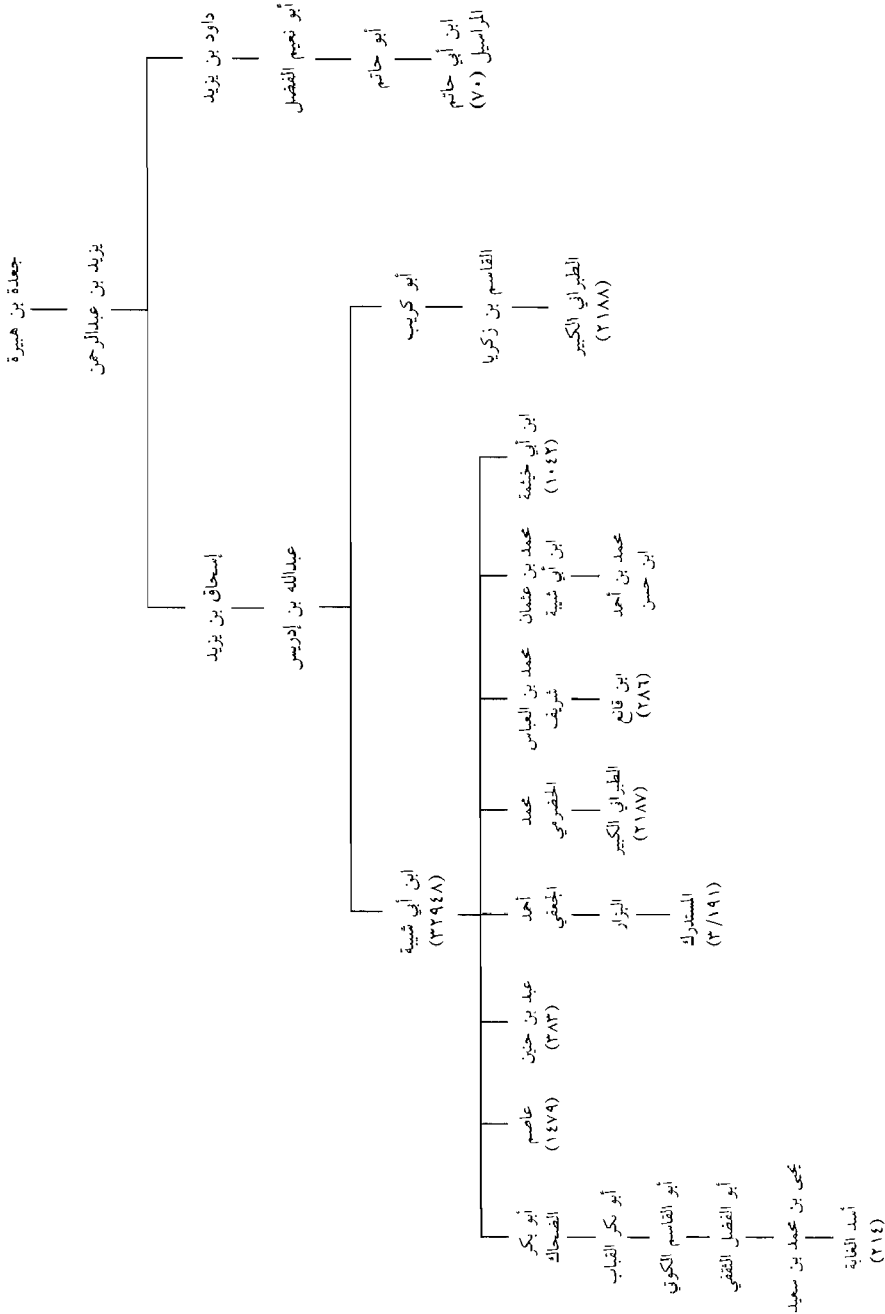 جعدة بن هبيرة
يزيد بن عبدالرحمن
داود بن يزيد
أبو نعيم الفضل
أبو حاتم
ابن أبي حاتم
المراسيل (٧٠)
إسحاق بن يزيد
عبدالله بن إدريس
أبو كريب
القاسم بن زكريا
الطبراني الكبير
(٢١٨٨)
ابن أبي شيبة
(٣٢٩٤٨)
ابن أبي خيثمة
(١٠٤٢)
محمد بن عثمان
ابن أبي شيبة
محمد بن أحمد
ابن حسن
محمد بن العباس
شريف
ابن قانع
(٢٨٦)
محمد
الحضرمي
الطبراني الكبير
(٢١٨٧)
أحمد
الجعفي
البزار
المستدرك
(٣/١٩١)
عبد بن حنين
(٣٨٣)
عاصم
(١٤٧٩)
أبو بكر
الضحاك
أبو بكر القباب
أبو القاسم الكوني
أبو الفضل الثقفي
يحيى بن محمد بن سعيد
أسد الغابة
(٢١٤)